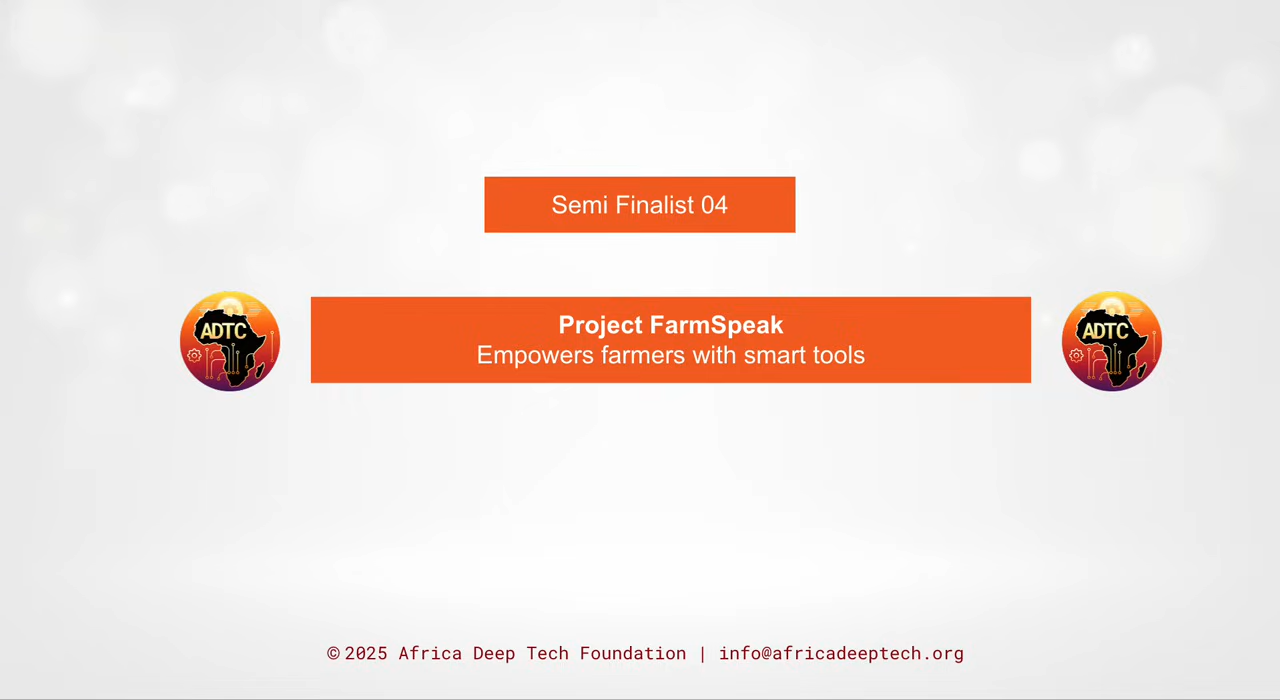 Semi Finalist 04
Project FarmSpeak
Empowers farmers with smart tools
ADTC
ADTC
© 2025 Africa Deep Tech Foundation | info@africadeeptech.org